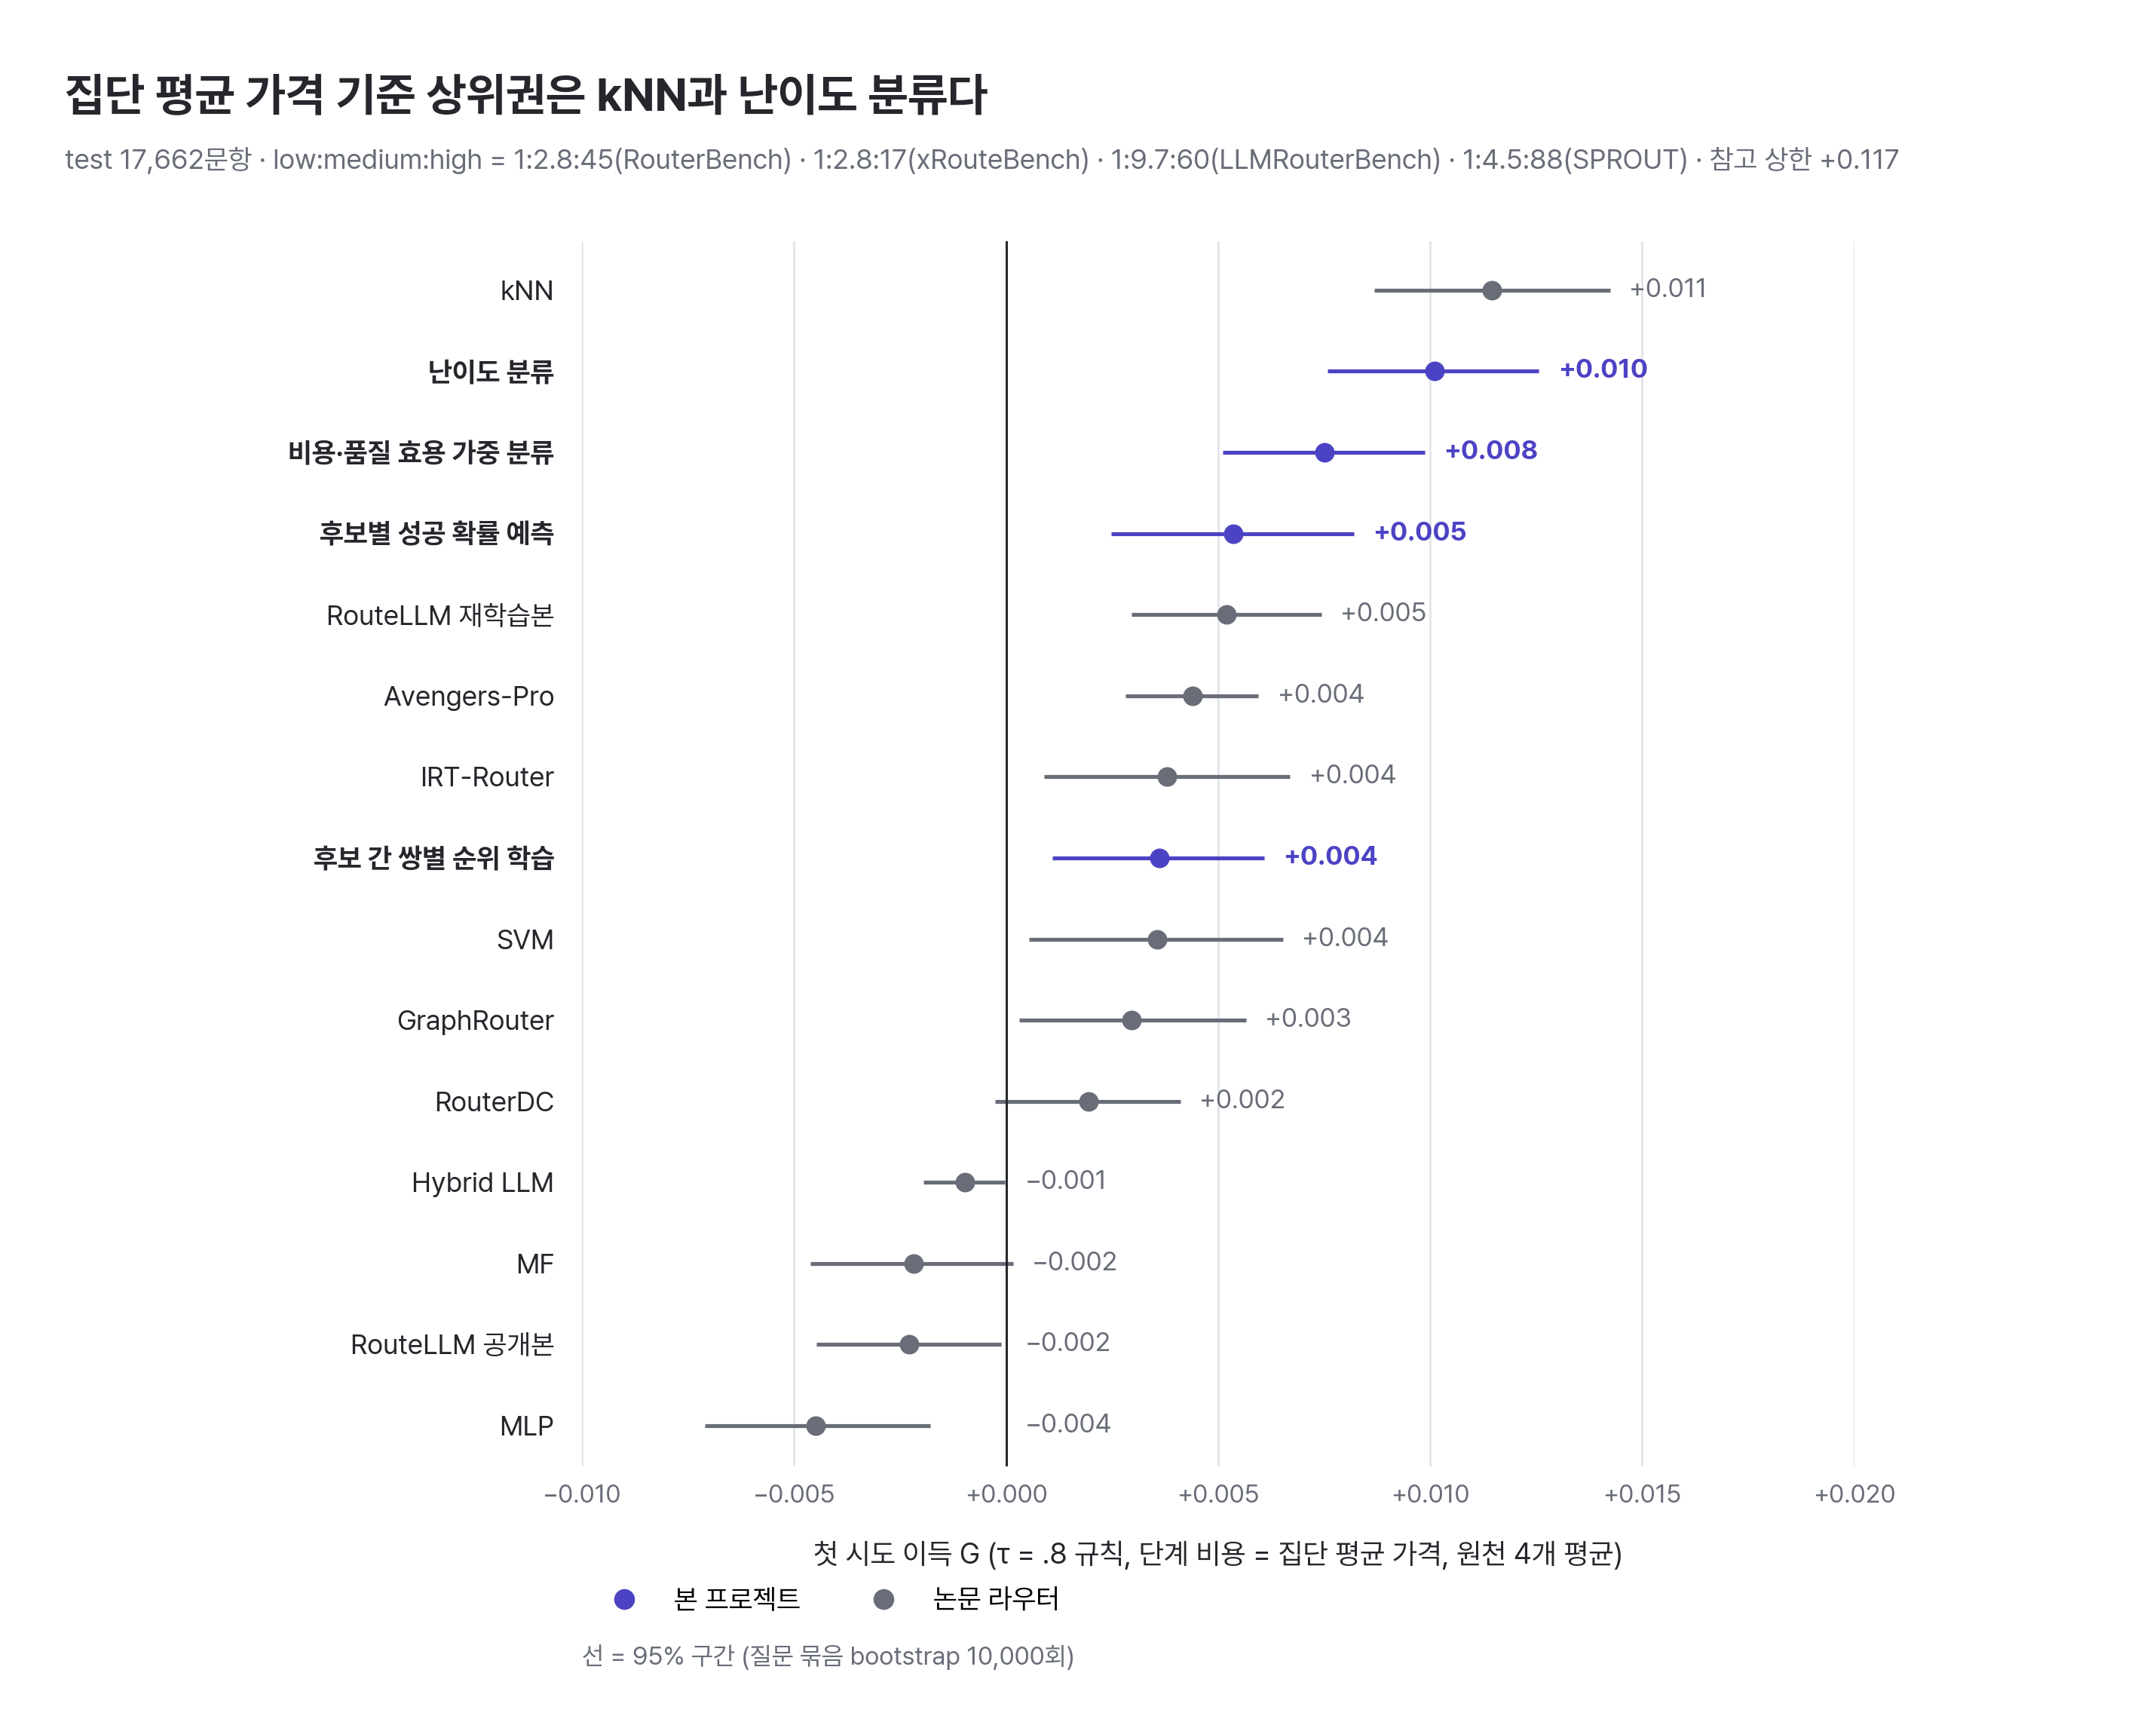 집단 평균 가격 기준 상위권은 kNN과 난이도 분류다
test 17,662문항 · low:medium:high = 1:2.8:45(RouterBench) · 1:2.8:17(xRouteBench) · 1:9.7:60(LLMRouterBench) · 1:4.5:88(SPROUT) · 참고 상한 +0.117
kNN +0.011
난이도 분류 +0.010
비용·품질 효용 가중 분류 +0.008
후보별 성공 확률 예측 +0.005
RouteLLM 재학습본 +0.005
Avengers-Pro +0.004
IRT-Router +0.004
후보 간 쌍별 순위 학습 +0.004
SVM +0.004
GraphRouter +0.003
RouterDC +0.002
Hybrid LLM −0.001
MF −0.002
RouteLLM 공개본 −0.002
MLP −0.004
−0.010 −0.005 +0.000 +0.005 +0.010 +0.015 +0.020
첫 시도 이득 G (τ = .8 규칙, 단계 비용 = 집단 평균 가격, 원천 4개 평균)
본 프로젝트 논문 라우터
선 = 95% 구간 (질문 묶음 bootstrap 10,000회)